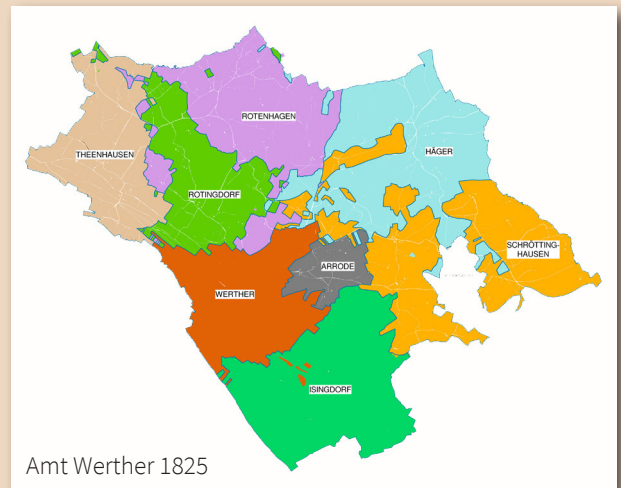 ROTENHAGEN
THEENHAUSEN
HÄGER
ROTINGDORF
SCHRÖTTING-
HAUSEN
ARRODE
WERTHER
ISINGDORF
Amt Werther 1825